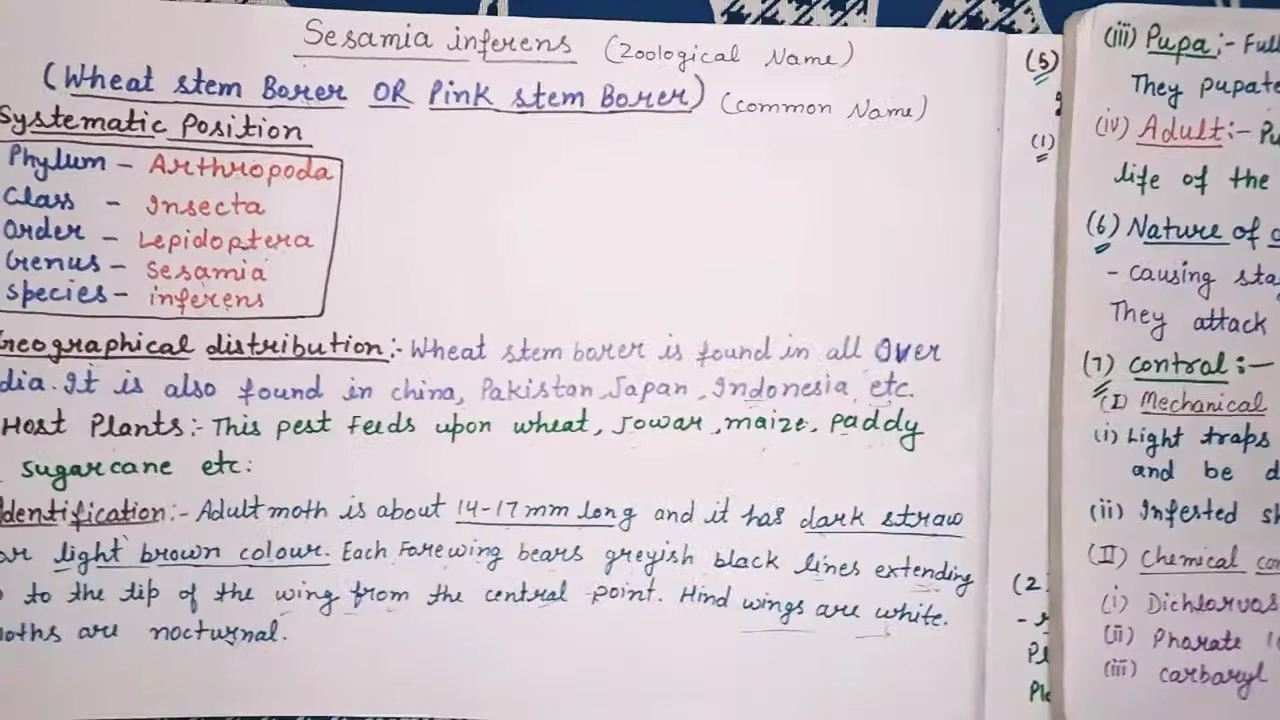 Sesamia inferens (Zoological Name)
(Wheat stem Borer OR Pink stem Borer) (common Name)
Systematic Position
Phylum - Arthropoda
Class - Insecta
Order - Lepidoptera
Genus - Sesamia
species - inferens
Geographical distribution:- Wheat stem borer is found in all over
dia. It is also found in china, Pakistan, Japan, Indonesia, etc.
Host Plants:- This pest feeds upon wheat, Jowar, maize, Paddy
sugarcane etc:
Identification:- Adult moth is about 14-17 mm long and it has dark straw
or light brown colour. Each Forewing bears greyish black lines extending
to the tip of the wing from the central point. Hind wings are white.
oths are nocturnal.
(5)
(1)
(2
Pl
(iii) Pupa:- Full
They pupate
(iv) Adult:- Pu
life of the
(6) Nature of
- causing sta
They attack
(7) control:-
(I) Mechanical
(i) Light traps
and be d
(ii) Infested sh
(II) Chemical co
(i) Dichlorvas
(ii) Phorate 10
(iii) carbaryl